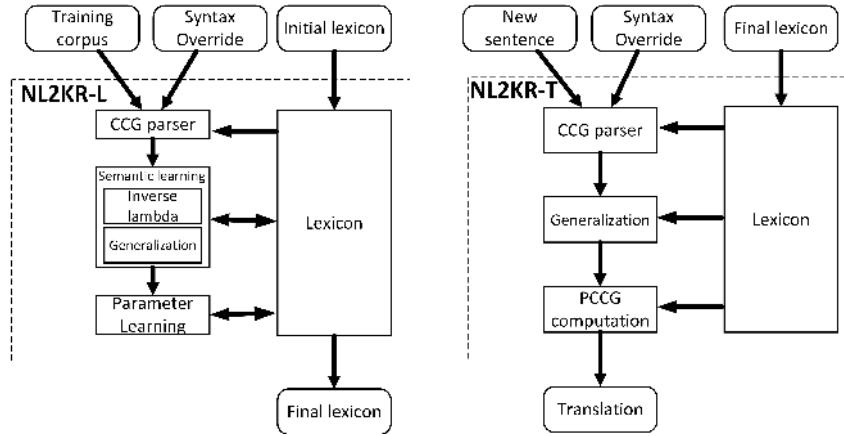 Training
corpus
Syntax
Override
Initial lexicon
NL2KR-L
CCG parser
Semantic learning
Inverse
lambda
Generalization
Parameter
Learning
Lexicon
Final lexicon
New
sentence
Syntax
Override
Final lexicon
NL2KR-T
CCG parser
Generalization
PCCG
computation
Lexicon
Translation